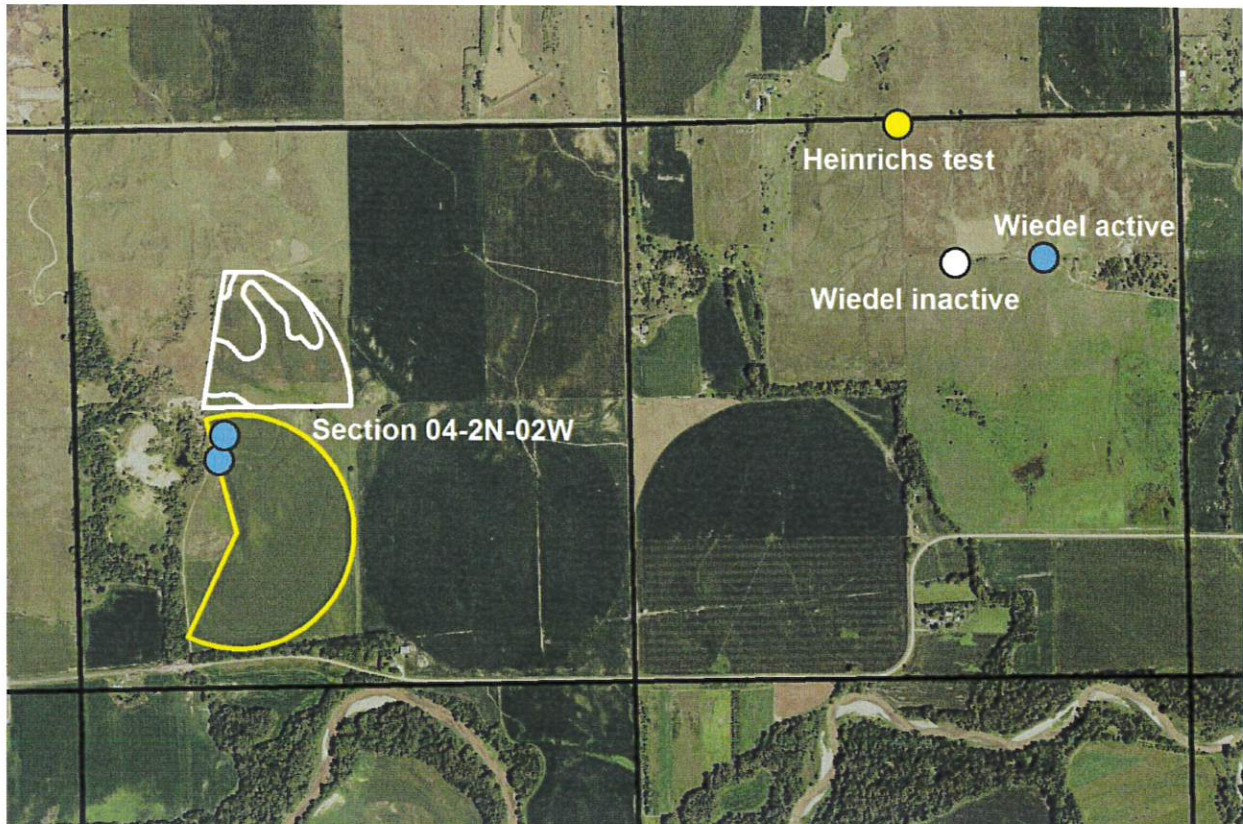 Heinrichs test
Wiedel active
Wiedel inactive
Section 04-2N-02W